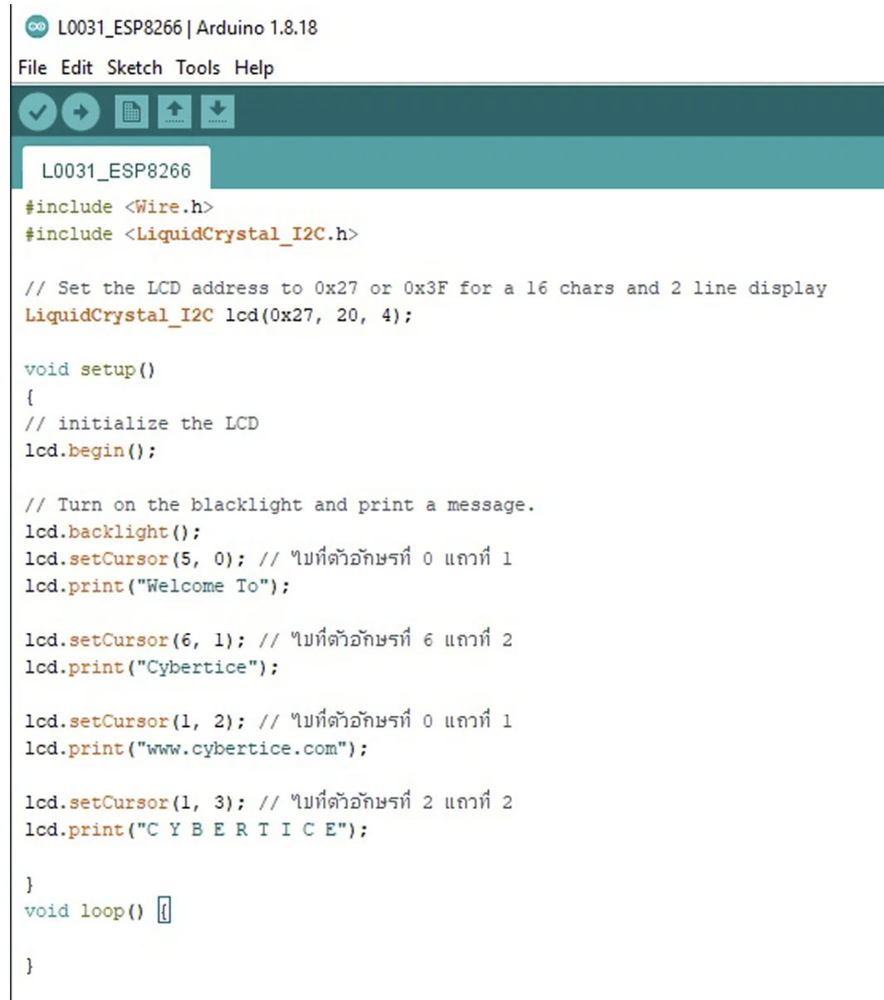 L0031_ESP8266 | Arduino 1.8.18
File Edit Sketch Tools Help
L0031_ESP8266
#include <Wire.h>
#include <LiquidCrystal_I2C.h>
// Set the LCD address to 0x27 or 0x3F for a 16 chars and 2 line display
LiquidCrystal_I2C lcd(0x27, 20, 4);
void setup()
{
// initialize the LCD
lcd.begin();
// Turn on the blacklight and print a message.
lcd.backlight();
lcd.setCursor(5, 0); // ไปที่ตัวอักษรที่ 0 แถวที่ 1
lcd.print("Welcome To");
lcd.setCursor(6, 1); // ไปที่ตัวอักษรที่ 6 แถวที่ 2
lcd.print("Cybertice");
lcd.setCursor(1, 2); // ไปที่ตัวอักษรที่ 0 แถวที่ 1
lcd.print("www.cybertice.com");
lcd.setCursor(1, 3); // ไปที่ตัวอักษรที่ 2 แถวที่ 2
lcd.print("C Y B E R T I C E");
}
void loop() {
}